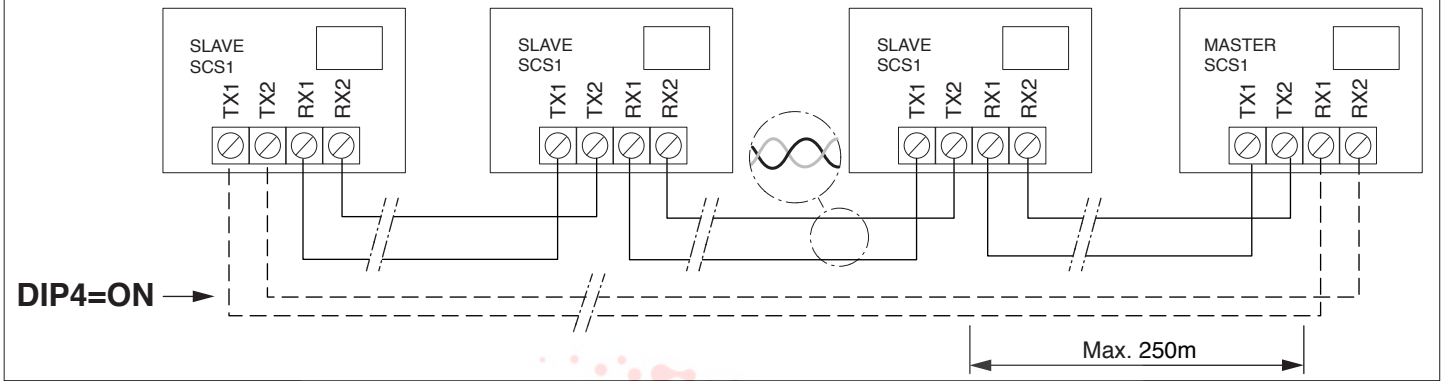 SLAVE
SCS1
TX1 TX2 RX1 RX2
SLAVE
SCS1
TX1 TX2 RX1 RX2
SLAVE
SCS1
TX1 TX2 RX1 RX2
MASTER
SCS1
TX1 TX2 RX1 RX2
DIP4=ON
Max. 250m